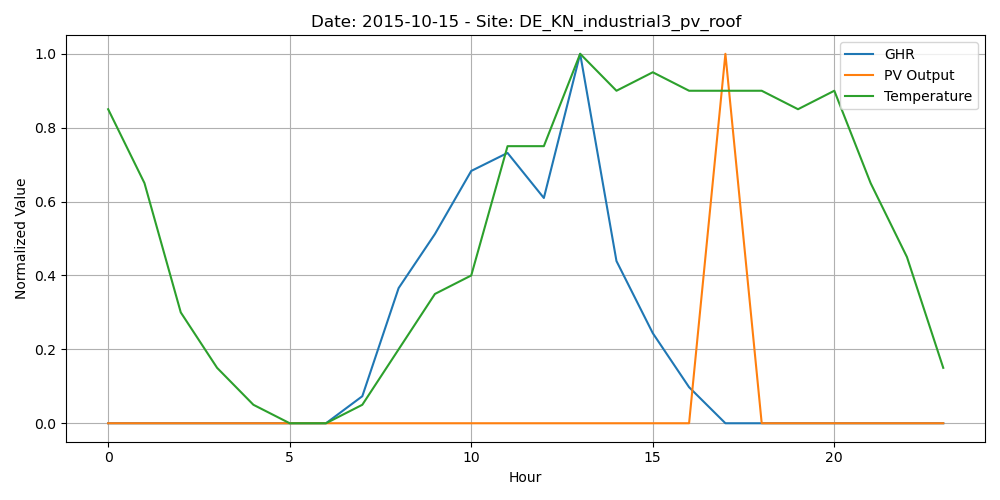 Date: 2015-10-15 - Site: DE_KN_industrial3_pv_roof
GHR
PV Output
Temperature
Normalized Value
1.0
0.8
0.6
0.4
0.2
0.0
0 5 10 15 20
Hour